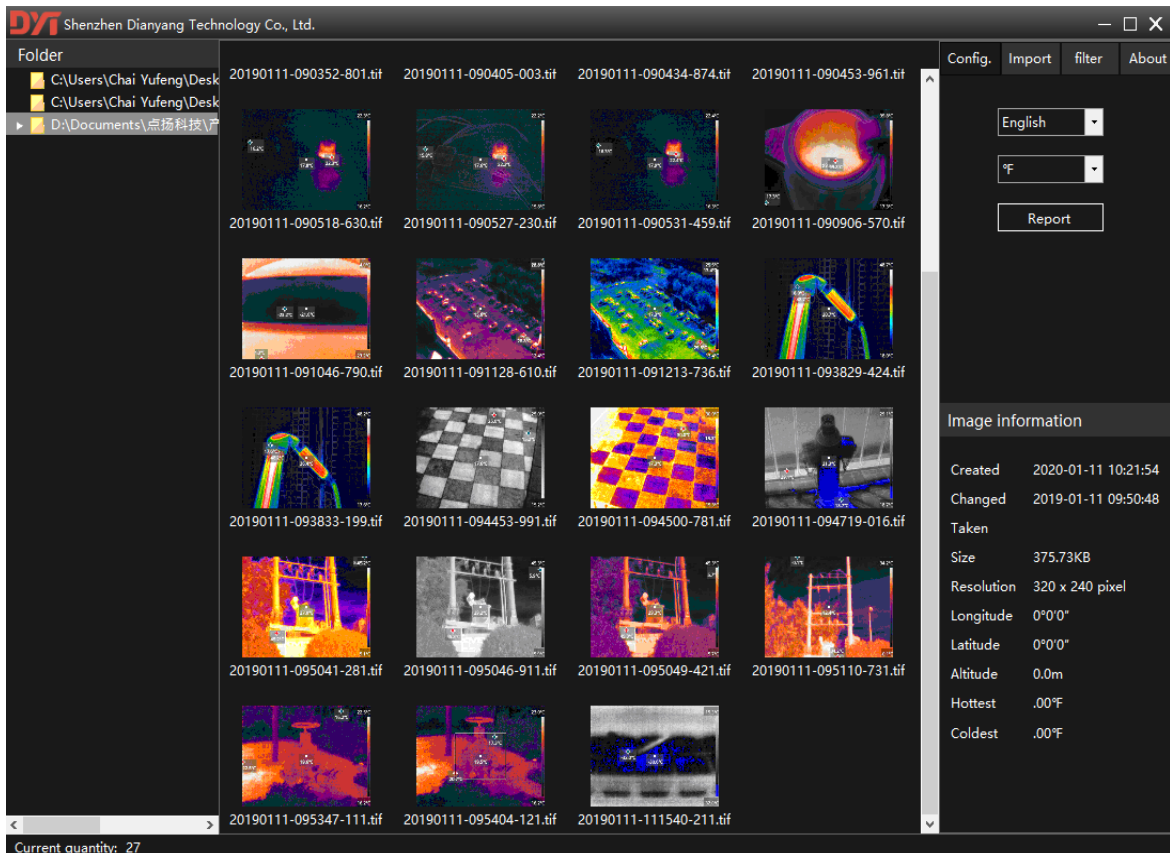 DYT Shenzhen Dianyang Technology Co., Ltd.
Folder
C:\Users\Chai Yufeng\Desk
C:\Users\Chai Yufeng\Desk
D:\Documents\点扬科技\产
20190111-090352-801.tif 20190111-090405-003.tif 20190111-090434-874.tif 20190111-090453-961.tif
20190111-090518-630.tif 20190111-090527-230.tif 20190111-090531-459.tif 20190111-090906-570.tif
20190111-091046-790.tif 20190111-091128-610.tif 20190111-091213-736.tif 20190111-093829-424.tif
20190111-093833-199.tif 20190111-094453-991.tif 20190111-094500-781.tif 20190111-094719-016.tif
20190111-095041-281.tif 20190111-095046-911.tif 20190111-095049-421.tif 20190111-095110-731.tif
20190111-095347-111.tif 20190111-095404-121.tif 20190111-111540-211.tif
Config. Import filter About
English
°F
Report
Image information
Created 2020-01-11 10:21:54
Changed 2019-01-11 09:50:48
Taken
Size 375.73KB
Resolution 320 x 240 pixel
Longitude 0°0'0"
Latitude 0°0'0"
Altitude 0.0m
Hottest .00°F
Coldest .00°F
Current quantity: 27